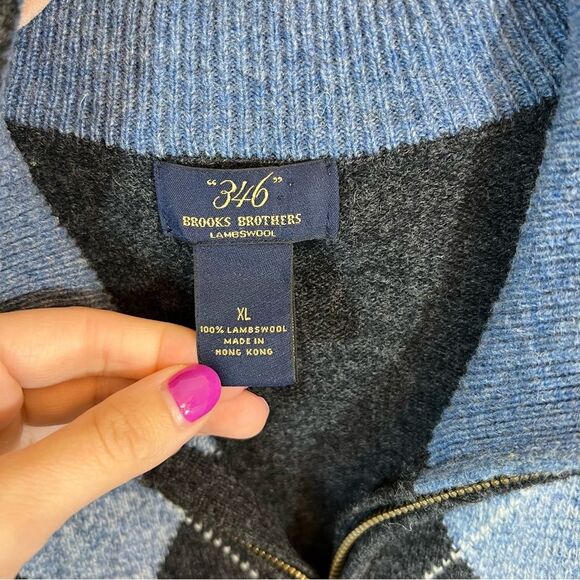 "346"
BROOKS BROTHERS
LAMBSWOOL
XL
100% LAMBSWOOL
MADE IN
HONG KONG